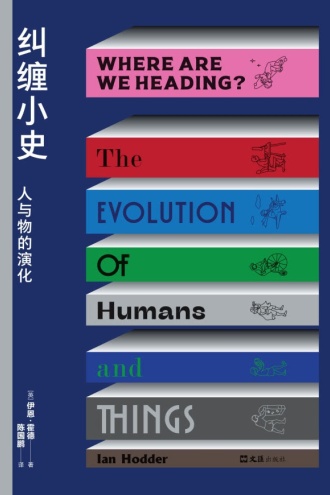 纠缠小史
人与物的演化
[英] 伊恩·霍德 著
陈国鹏 译
WHERE ARE
WE HEADING?
The
EVOLUTION
Of
Humans
and
THINGS
Ian Hodder
文匯出版社